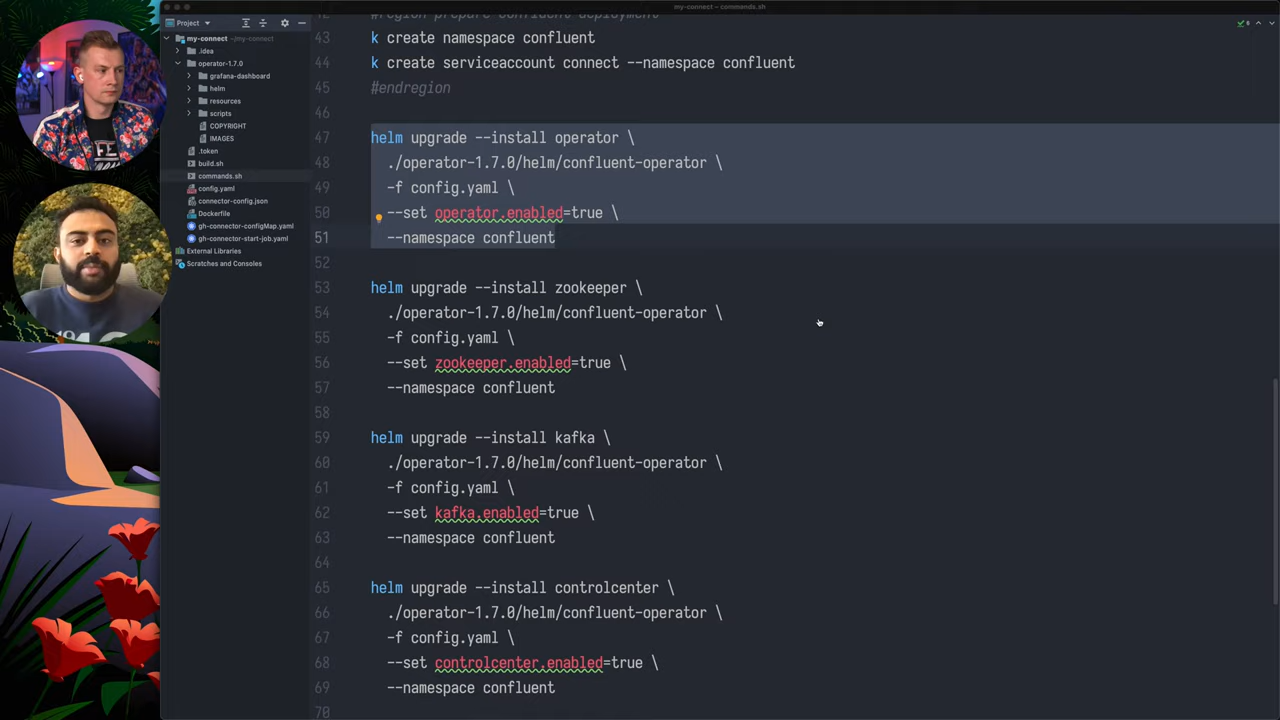 my-connect – commands.sh
Project
my-connect ~/my-connect
.idea
operator-1.7.0
grafana-dashboard
helm
resources
scripts
COPYRIGHT
IMAGES
.token
build.sh
commands.sh
config.yaml
connector-config.json
Dockerfile
gh-connector-configMap.yaml
gh-connector-start-job.yaml
External Libraries
Scratches and Consoles
42 #region prepare confluent deployment
43 k create namespace confluent
44 k create serviceaccount connect --namespace confluent
45 #endregion
46
47 helm upgrade --install operator \
48 ./operator-1.7.0/helm/confluent-operator \
49 -f config.yaml \
50 --set operator.enabled=true \
51 --namespace confluent
52
53 helm upgrade --install zookeeper \
54 ./operator-1.7.0/helm/confluent-operator \
55 -f config.yaml \
56 --set zookeeper.enabled=true \
57 --namespace confluent
58
59 helm upgrade --install kafka \
60 ./operator-1.7.0/helm/confluent-operator \
61 -f config.yaml \
62 --set kafka.enabled=true \
63 --namespace confluent
64
65 helm upgrade --install controlcenter \
66 ./operator-1.7.0/helm/confluent-operator \
67 -f config.yaml \
68 --set controlcenter.enabled=true \
69 --namespace confluent
70